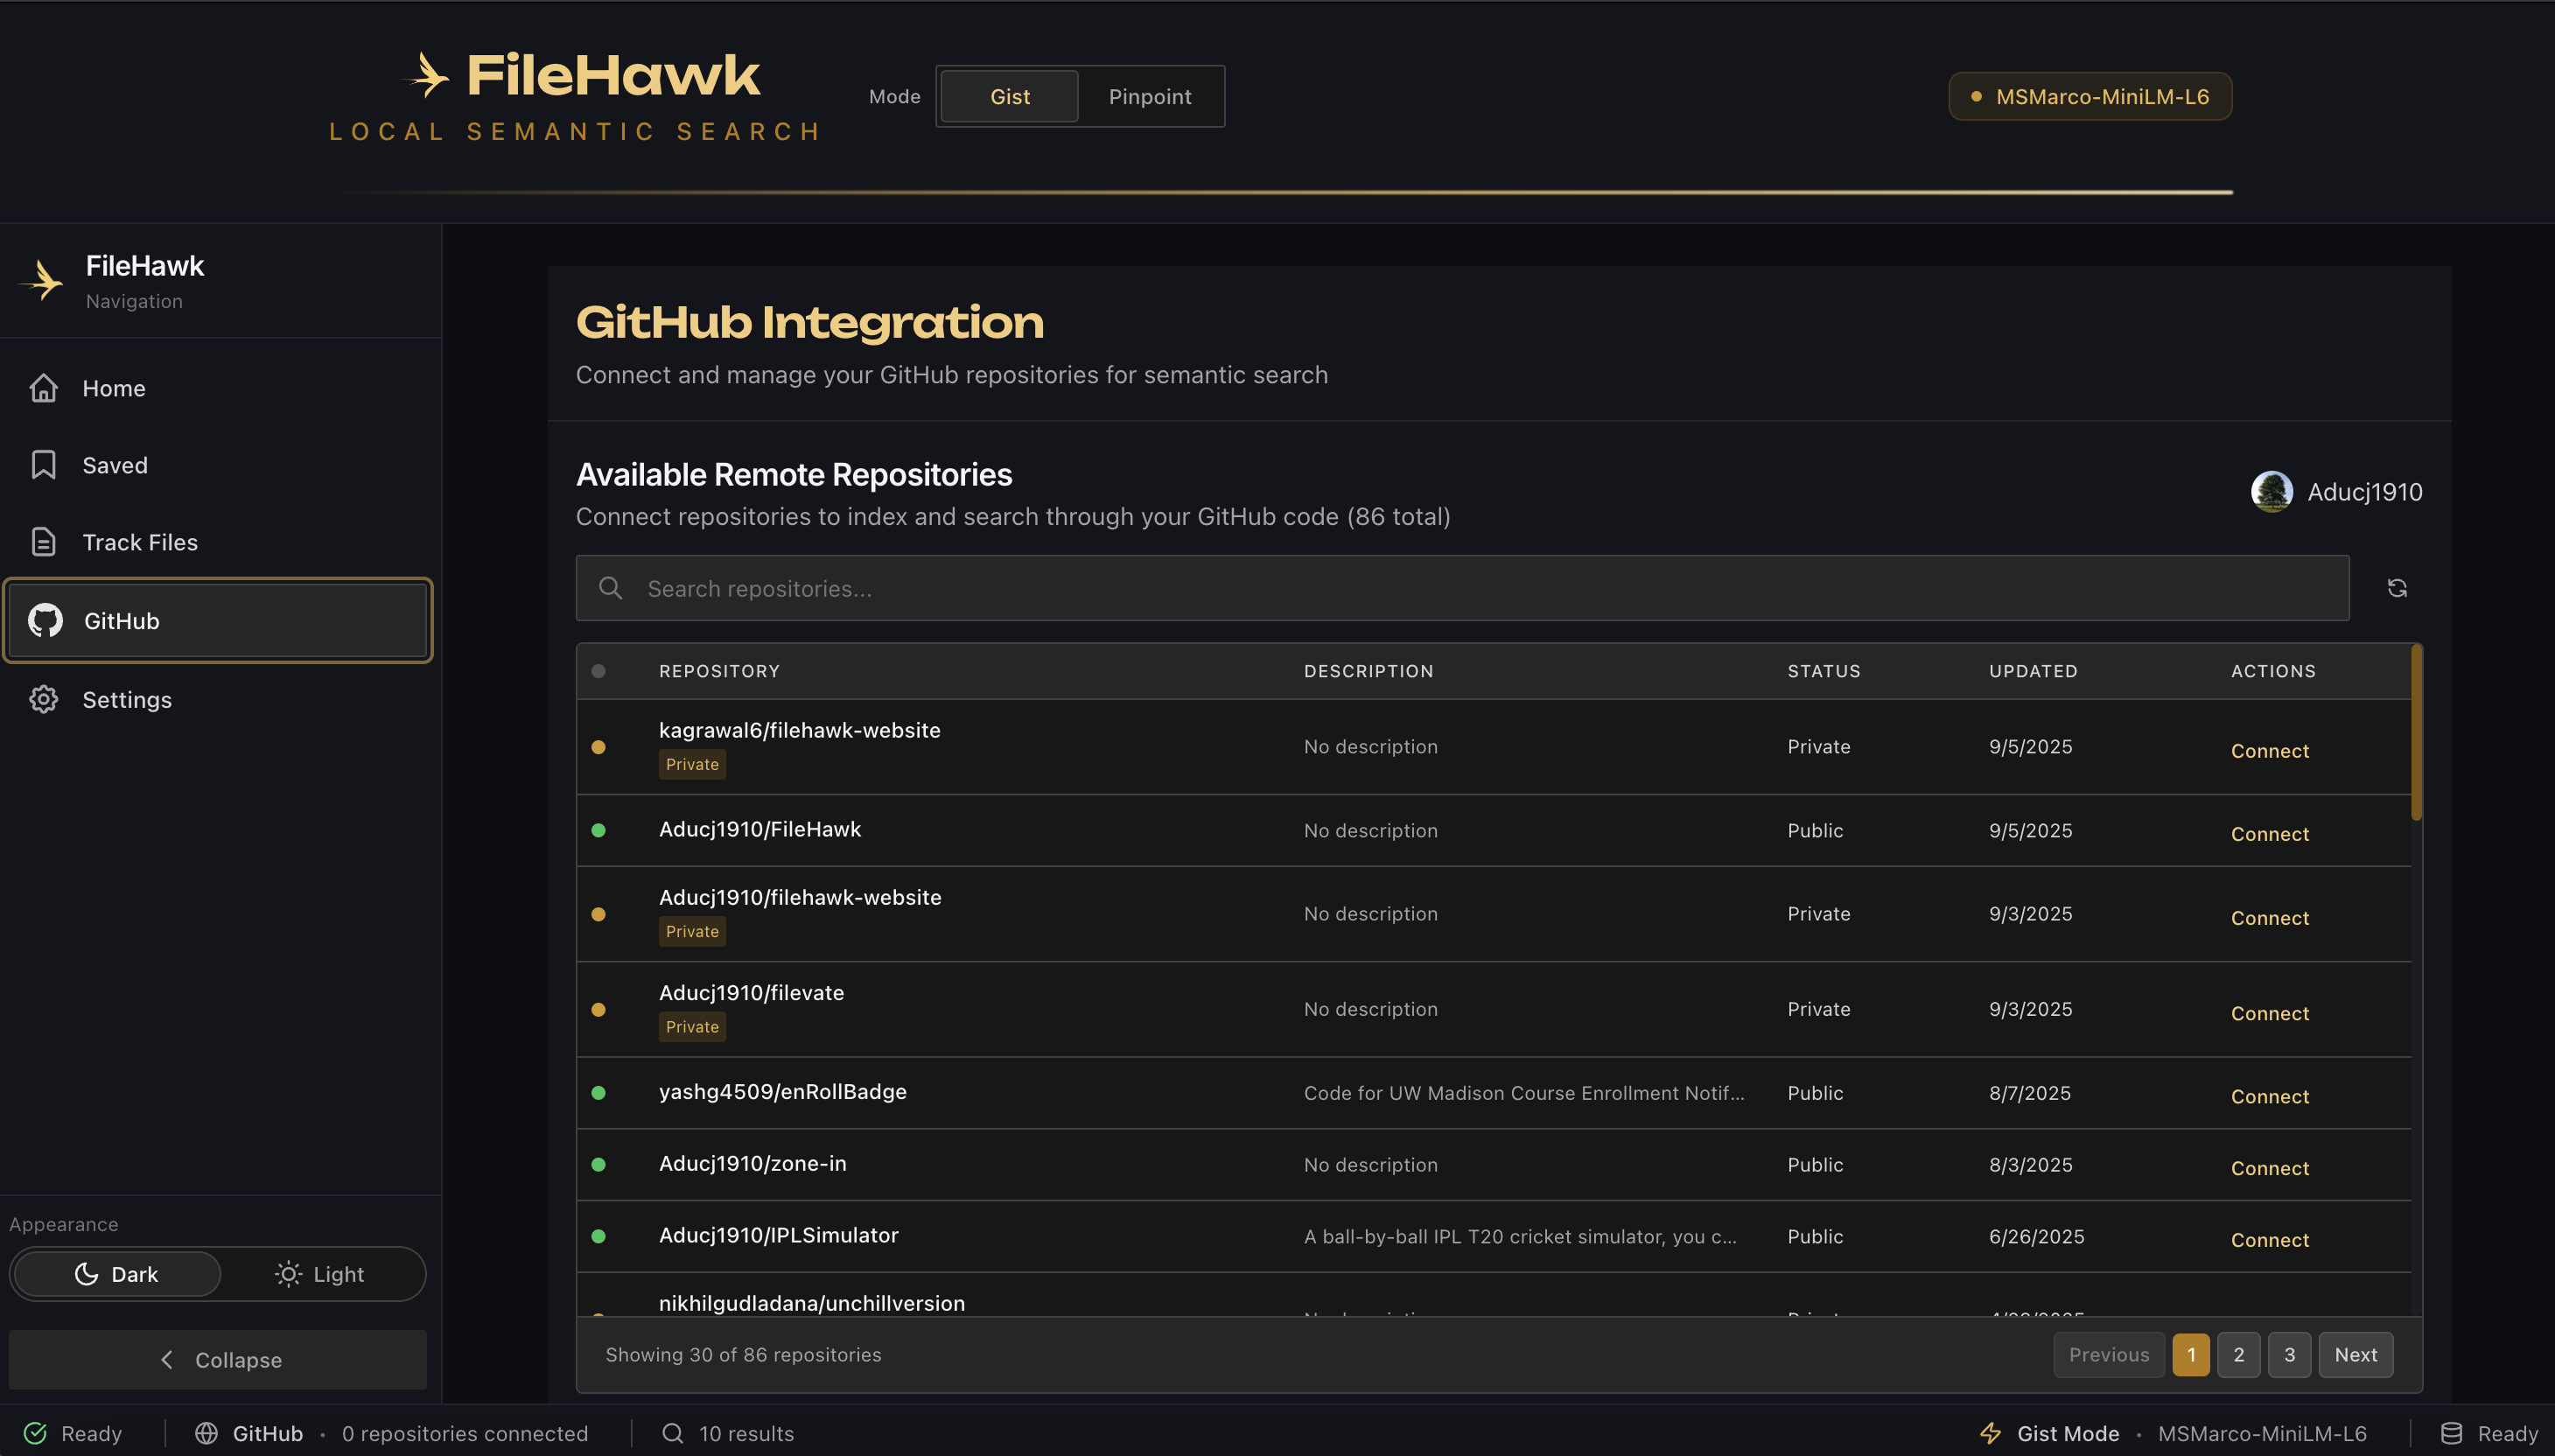 FileHawk
LOCAL SEMANTIC SEARCH
Mode Gist Pinpoint
MSMarco-MiniLM-L6
FileHawk
Navigation
Home
Saved
Track Files
GitHub
Settings
Appearance
Dark Light
Collapse
GitHub Integration
Connect and manage your GitHub repositories for semantic search
Available Remote Repositories
Connect repositories to index and search through your GitHub code (86 total)
Aducj1910
Search repositories...
REPOSITORY DESCRIPTION STATUS UPDATED ACTIONS
kagrawal6/filehawk-website
Private
No description Private 9/5/2025 Connect
Aducj1910/FileHawk No description Public 9/5/2025 Connect
Aducj1910/filehawk-website
Private
No description Private 9/3/2025 Connect
Aducj1910/filevate
Private
No description Private 9/3/2025 Connect
yashg4509/enRollBadge Code for UW Madison Course Enrollment Notif... Public 8/7/2025 Connect
Aducj1910/zone-in No description Public 8/3/2025 Connect
Aducj1910/IPLSimulator A ball-by-ball IPL T20 cricket simulator, you c... Public 6/26/2025 Connect
nikhilgudladana/unchillversion
Showing 30 of 86 repositories
Previous 1 2 3 Next
Ready GitHub • 0 repositories connected 10 results
Gist Mode • MSMarco-MiniLM-L6 Ready